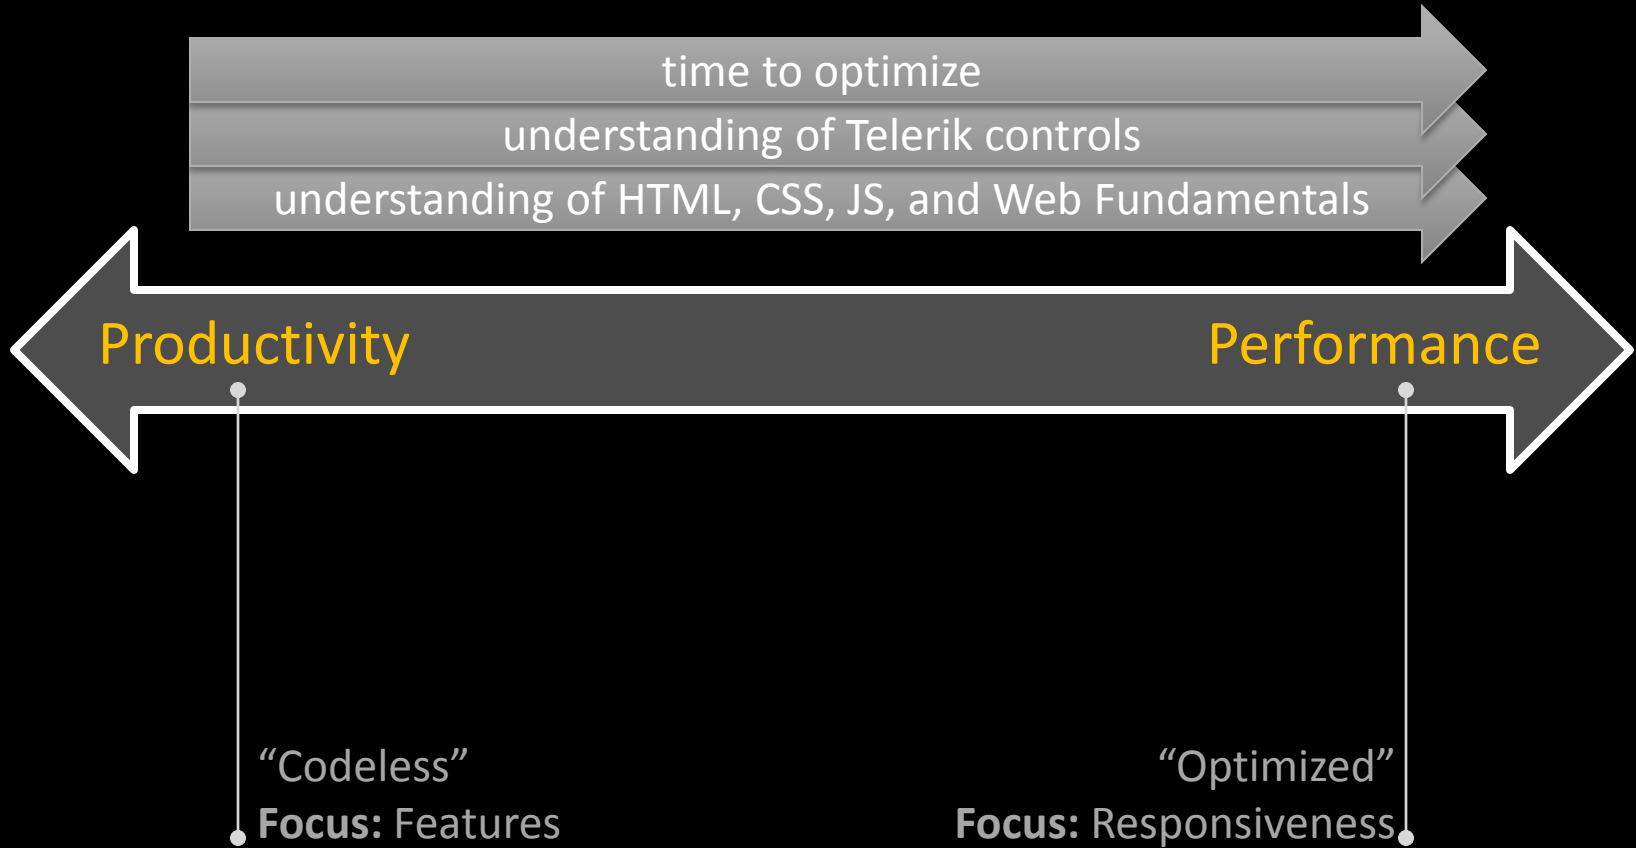 time to optimize
understanding of Telerik controls
understanding of HTML, CSS, JS, and Web Fundamentals
Productivity
Performance
“Codeless”
Focus: Features
“Optimized”
Focus: Responsiveness